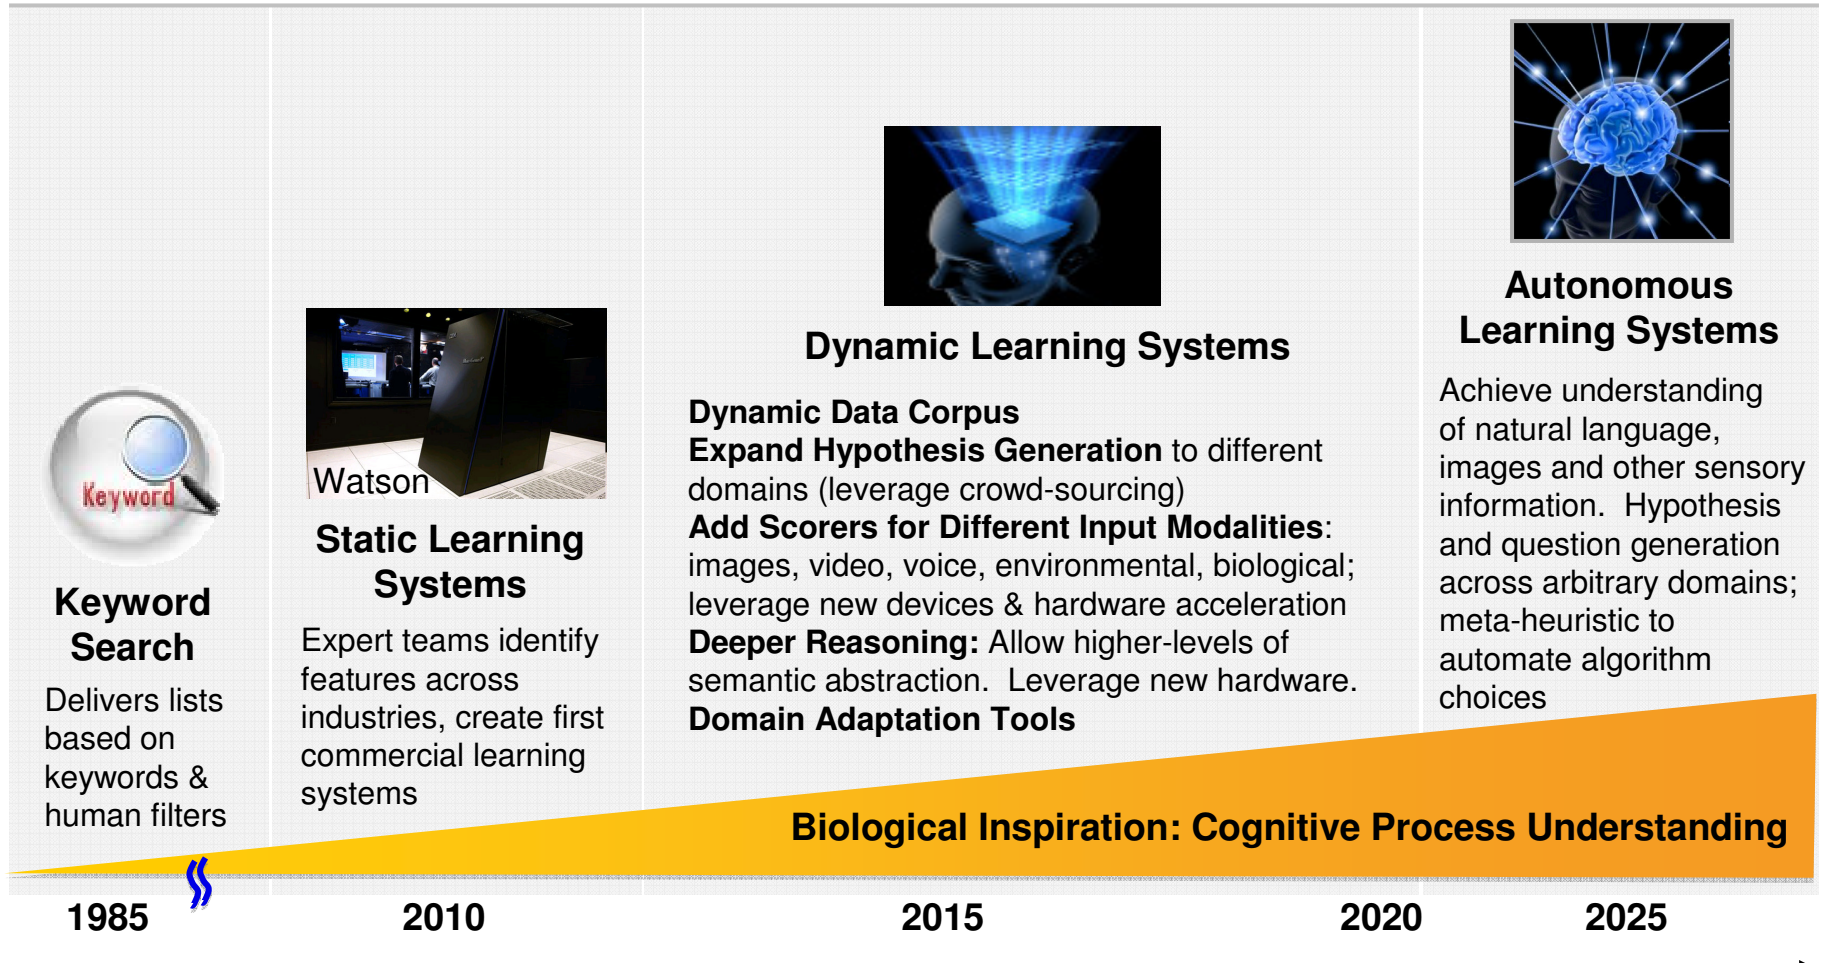 Keyword
Keyword
Search
Delivers lists
based on
keywords &
human filters
Watson
Static Learning
Systems
Expert teams identify
features across
industries, create first
commercial learning
systems
Dynamic Learning Systems
Dynamic Data Corpus
Expand Hypothesis Generation to different
domains (leverage crowd-sourcing)
Add Scorers for Different Input Modalities:
images, video, voice, environmental, biological;
leverage new devices & hardware acceleration
Deeper Reasoning: Allow higher-levels of
semantic abstraction.  Leverage new hardware.
Domain Adaptation Tools
Autonomous
Learning Systems
Achieve understanding
of natural language,
images and other sensory
information.  Hypothesis
and question generation
across arbitrary domains;
meta-heuristic to
automate algorithm
choices
Biological Inspiration: Cognitive Process Understanding
1985
2010
2015
2020
2025